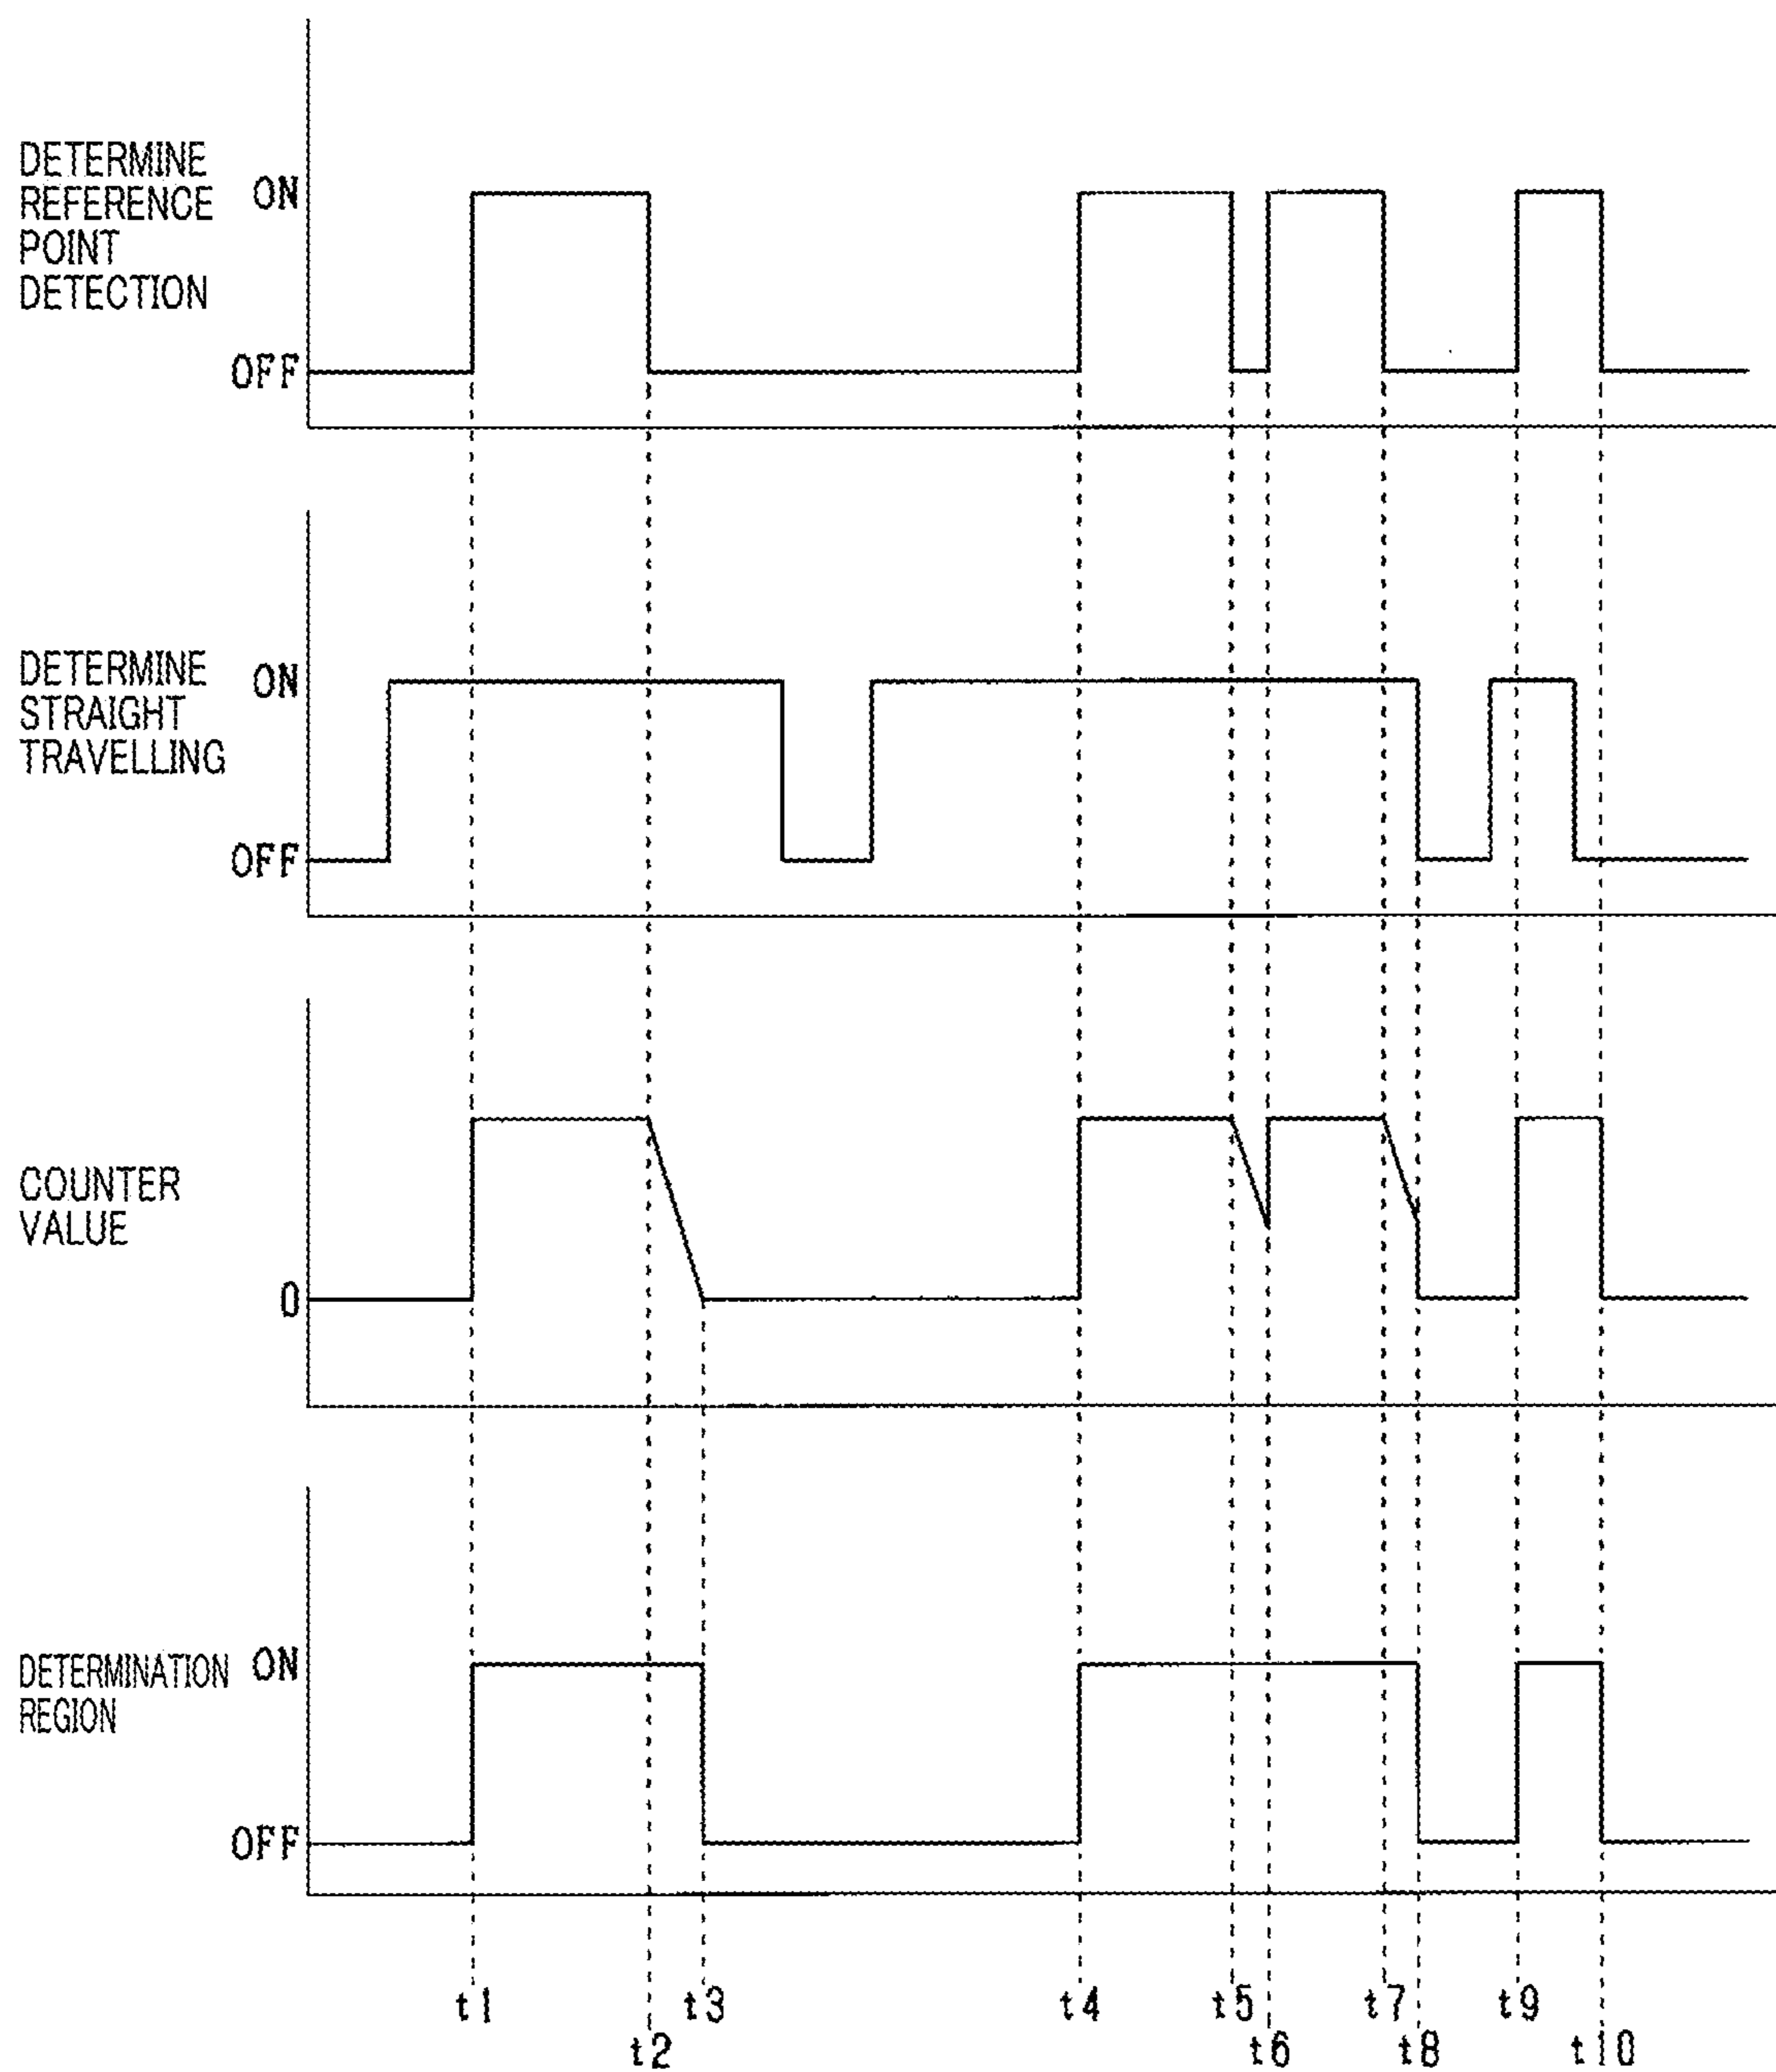 DETERMINE
REFERENCE
POINT
DETECTION
ON
OFF
DETERMINE
STRAIGHT
TRAVELLING
ON
OFF
COUNTER
VALUE
0
DETERMINATION
REGION
ON
OFF
t1
t2
t3
t4
t5
t6
t7
t8
t9
t10